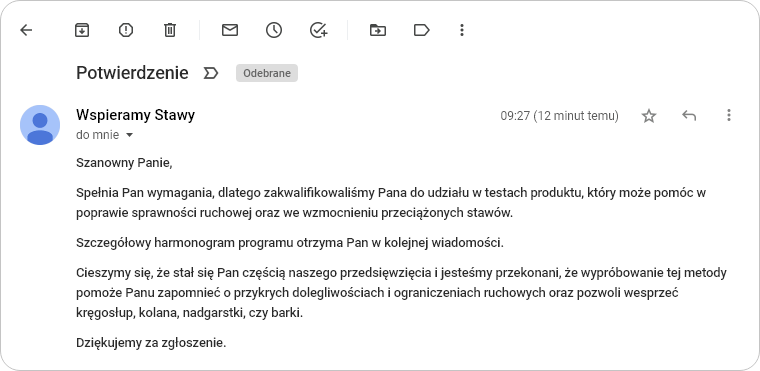 Potwierdzenie Odebrane
Wspieramy Stawy 09:27 (12 minut temu)
do mnie
Szanowny Panie,
Spełnia Pan wymagania, dlatego zakwalifikowaliśmy Pana do udziału w testach produktu, który może pomóc w
poprawie sprawności ruchowej oraz we wzmocnieniu przeciążonych stawów.
Szczegółowy harmonogram programu otrzyma Pan w kolejnej wiadomości.
Cieszymy się, że stał się Pan częścią naszego przedsięwzięcia i jesteśmy przekonani, że wypróbowanie tej metody
pomoże Panu zapomnieć o przykrych dolegliwościach i ograniczeniach ruchowych oraz pozwoli wesprzeć
kręgosłup, kolana, nadgarstki, czy barki.
Dziękujemy za zgłoszenie.